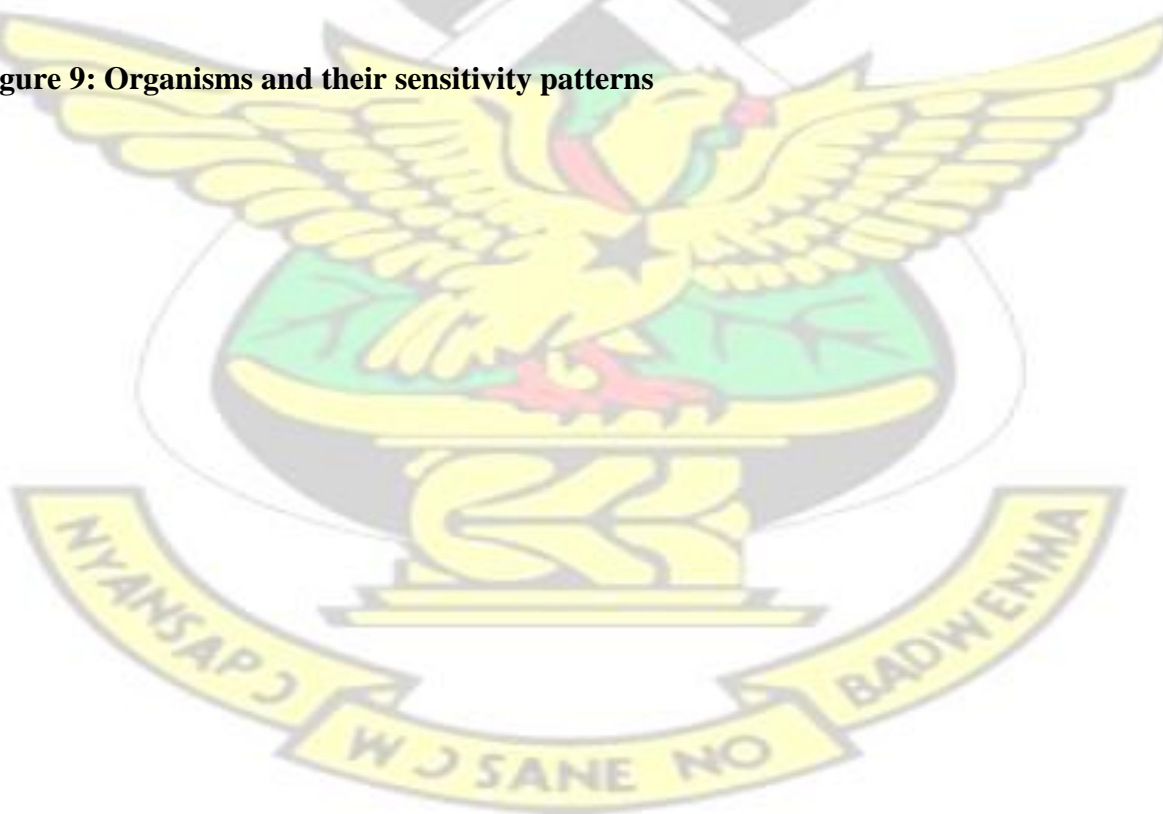 gure 9: Organisms and their sensitivity patterns
NYANSAPƆ
WƆSANE NO
BADWENMA